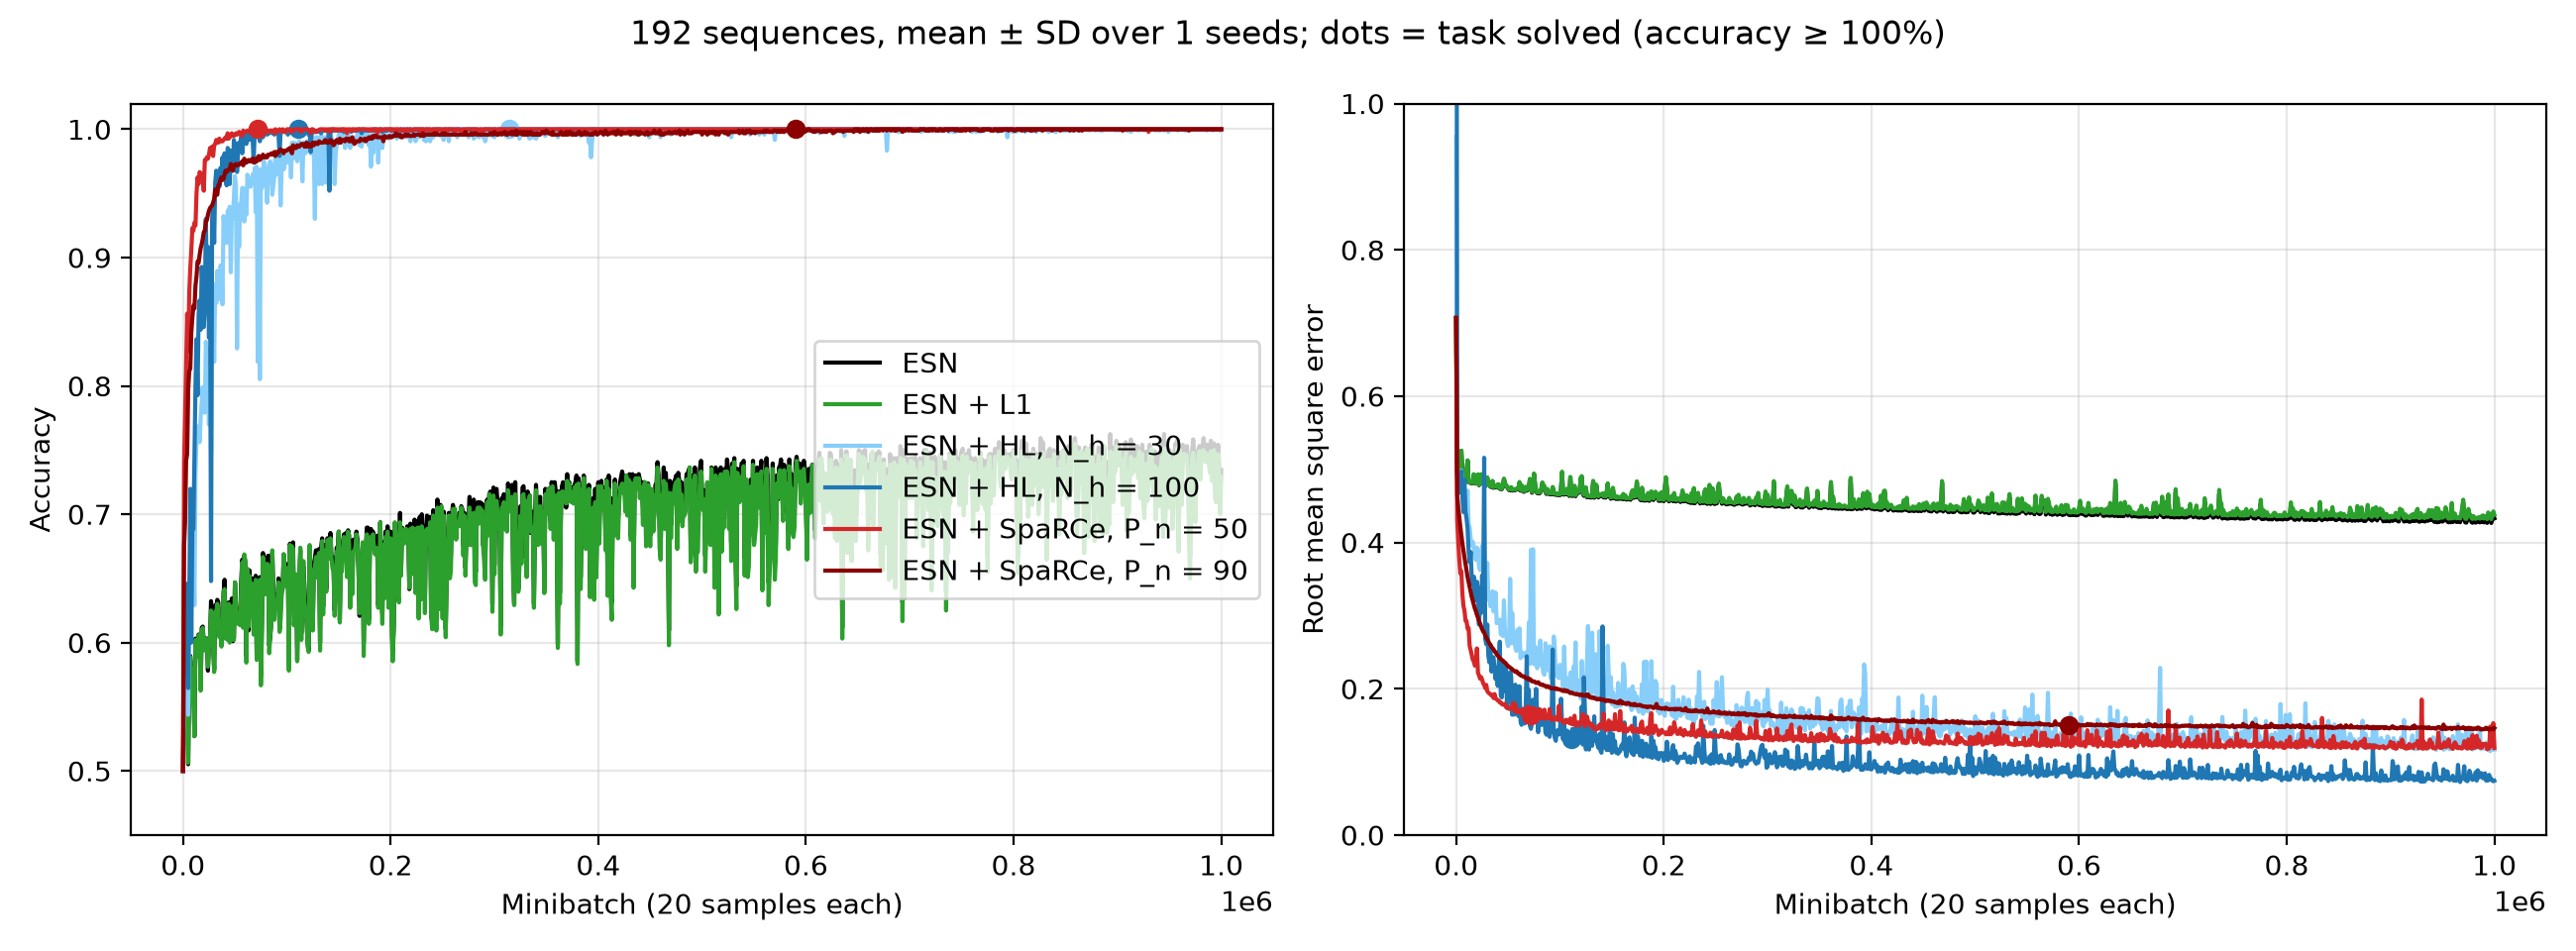 192 sequences, mean ± SD over 1 seeds; dots = task solved (accuracy ≥ 100%)
Accuracy
1.0
0.9
0.8
0.7
0.6
0.5
ESN
ESN + L1
ESN + HL, N_h = 30
ESN + HL, N_h = 100
ESN + SpaRCe, P_n = 50
ESN + SpaRCe, P_n = 90
0.0 0.2 0.4 0.6 0.8 1.0
1e6
Minibatch (20 samples each)
Root mean square error
1.0
0.8
0.6
0.4
0.2
0.0
0.0 0.2 0.4 0.6 0.8 1.0
1e6
Minibatch (20 samples each)